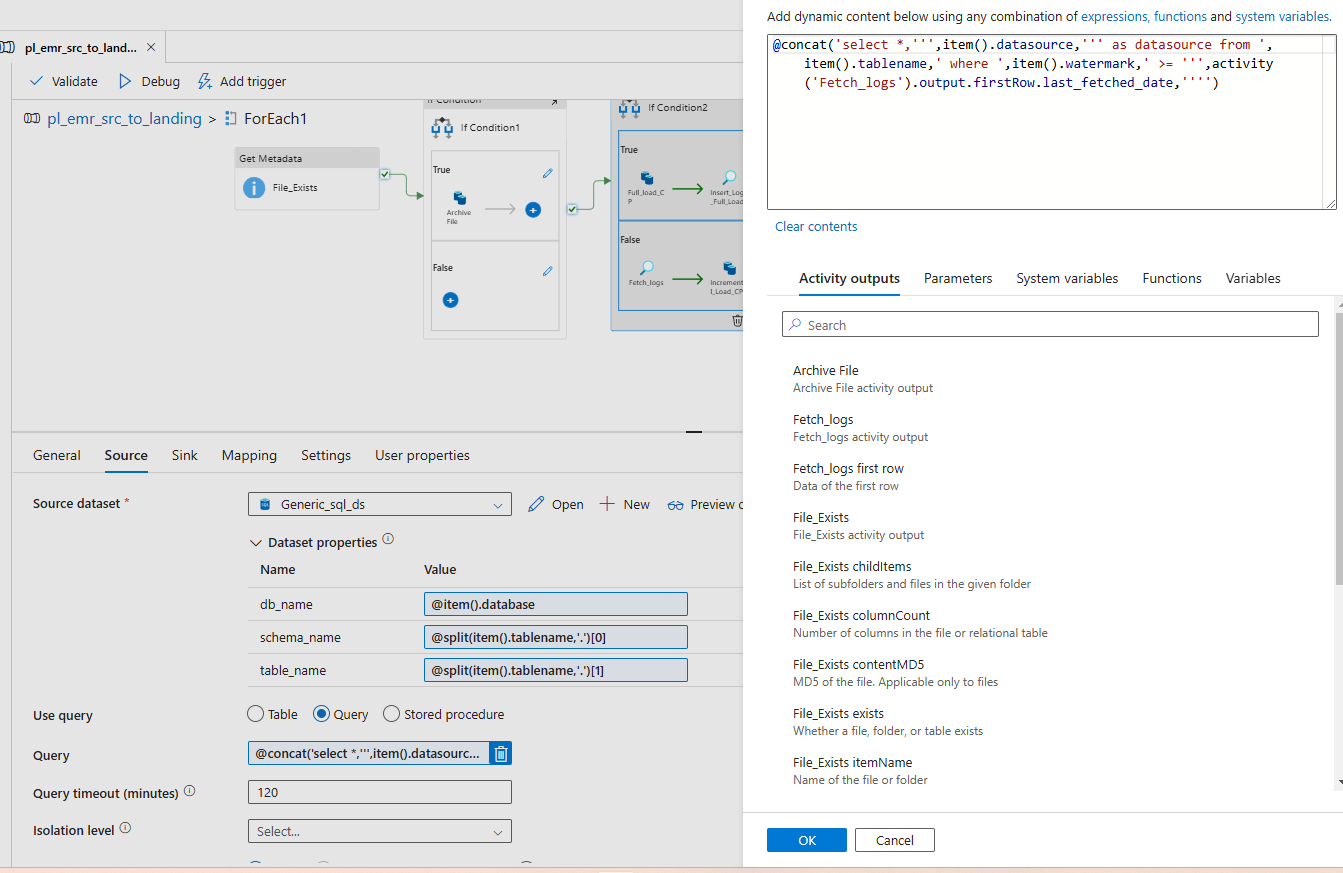 pl_emr_src_to_land...
Validate
Debug
Add trigger
pl_emr_src_to_landing > ForEach1
Get Metadata
File_Exists
If Condition
If Condition1
True
Archive
File
False
If Condition2
True
Full_load_C
P
Insert_Log
_Full_Load
False
Fetch_logs
Increment
l_Load_CP
General
Source
Sink
Mapping
Settings
User properties
Source dataset *
Generic_sql_ds
Open
New
Preview
Dataset properties
Name
Value
db_name
@item().database
schema_name
@split(item().tablename,'.')[0]
table_name
@split(item().tablename,'.')[1]
Use query
Table
Query
Stored procedure
Query
@concat('select *,''',item().datasourc...
Query timeout (minutes)
120
Isolation level
Select...
Add dynamic content below using any combination of expressions, functions and system variables.
@concat('select *,''',item().datasource,''' as datasource from ',
item().tablename,' where ',item().watermark,' >= ''',activity
('Fetch_logs').output.firstRow.last_fetched_date,'''')
Clear contents
Activity outputs
Parameters
System variables
Functions
Variables
Search
Archive File
Archive File activity output
Fetch_logs
Fetch_logs activity output
Fetch_logs first row
Data of the first row
File_Exists
File_Exists activity output
File_Exists childItems
List of subfolders and files in the given folder
File_Exists columnCount
Number of columns in the file or relational table
File_Exists contentMD5
MD5 of the file. Applicable only to files
File_Exists exists
Whether a file, folder, or table exists
File_Exists itemName
Name of the file or folder
OK
Cancel